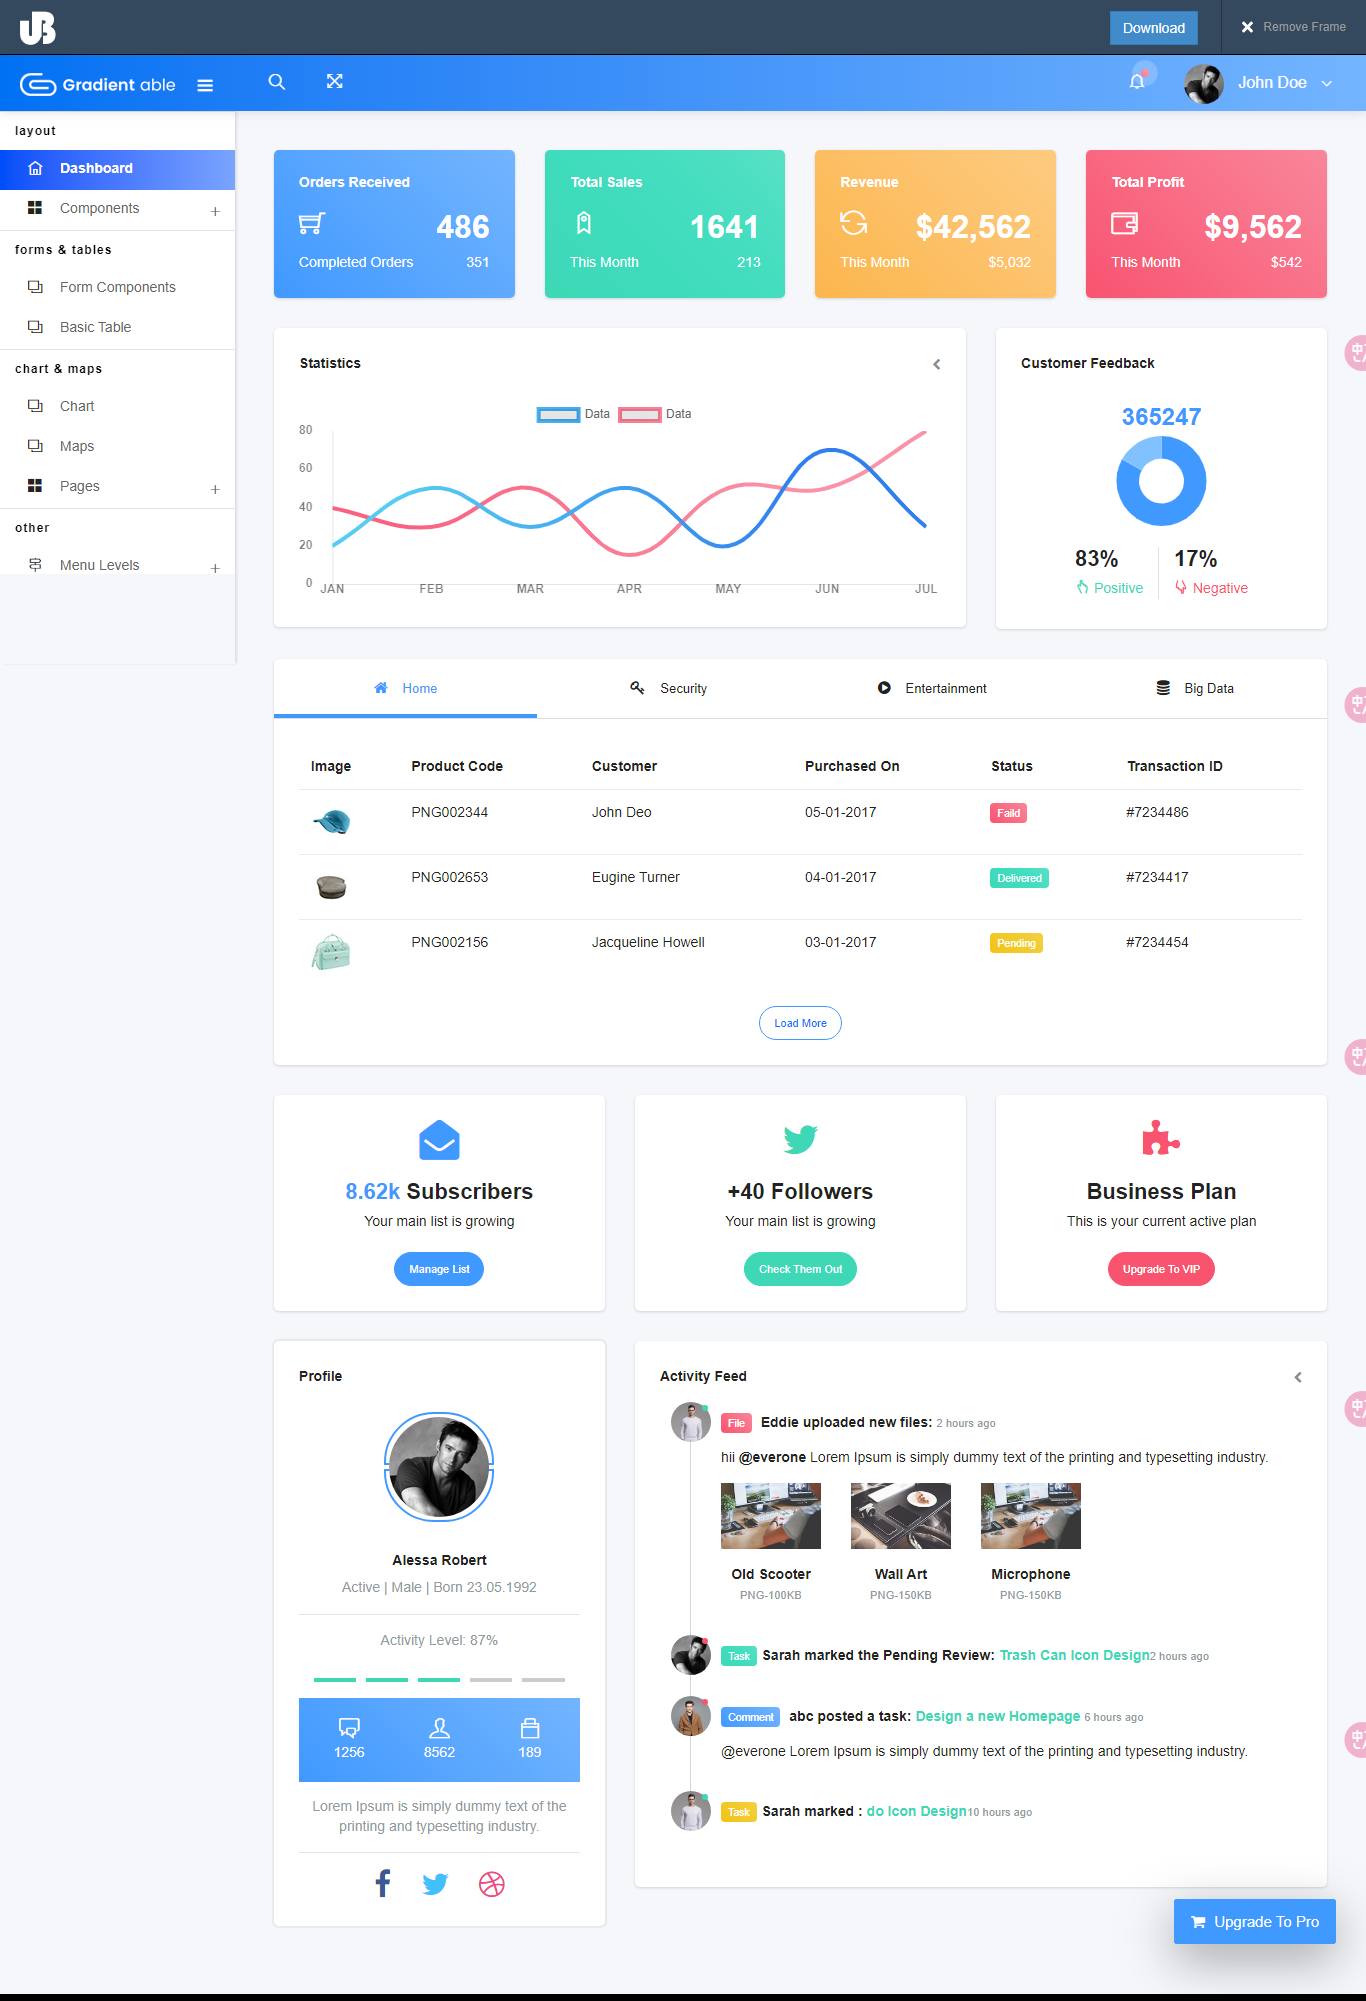 Download
Remove Frame
Gradient able
John Doe
layout
Dashboard
Components
forms & tables
Form Components
Basic Table
chart & maps
Chart
Maps
Pages
other
Menu Levels
Orders Received
486
Completed Orders 351
Total Sales
1641
This Month 213
Revenue
$42,562
This Month $5,032
Total Profit
$9,562
This Month $542
Statistics
Data Data
80
60
40
20
0
JAN FEB MAR APR MAY JUN JUL
Customer Feedback
365247
83% 17%
Positive Negative
Home Security Entertainment Big Data
Image Product Code Customer Purchased On Status Transaction ID
PNG002344 John Deo 05-01-2017 Faild #7234486
PNG002653 Eugine Turner 04-01-2017 Delivered #7234417
PNG002156 Jacqueline Howell 03-01-2017 Pending #7234454
Load More
8.62k Subscribers
Your main list is growing
Manage List
+40 Followers
Your main list is growing
Check Them Out
Business Plan
This is your current active plan
Upgrade To VIP
Profile
Alessa Robert
Active | Male | Born 23.05.1992
Activity Level: 87%
1256 8562 189
Lorem Ipsum is simply dummy text of the
printing and typesetting industry.
Activity Feed
File Eddie uploaded new files: 2 hours ago
hii @everone Lorem Ipsum is simply dummy text of the printing and typesetting industry.
Old Scooter Wall Art Microphone
PNG-100KB PNG-150KB PNG-150KB
Task Sarah marked the Pending Review: Trash Can Icon Design2 hours ago
Comment abc posted a task: Design a new Homepage 6 hours ago
@everone Lorem Ipsum is simply dummy text of the printing and typesetting industry.
Task Sarah marked : do Icon Design10 hours ago
Upgrade To Pro